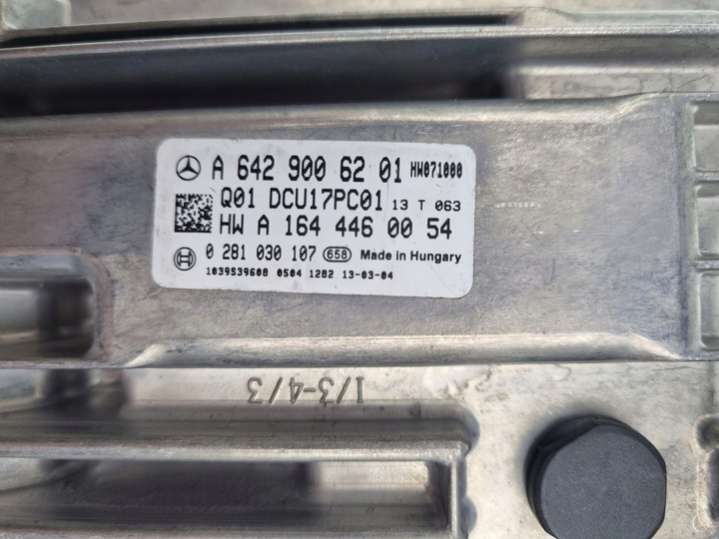 A 642 900 62 01 HW071000
Q01 DCU17PC01 13 T 063
HW A 164 446 00 54
0 281 030 107 658 Made in Hungary
1039S39608 0504 1282 13-03-04
1/3-4/3